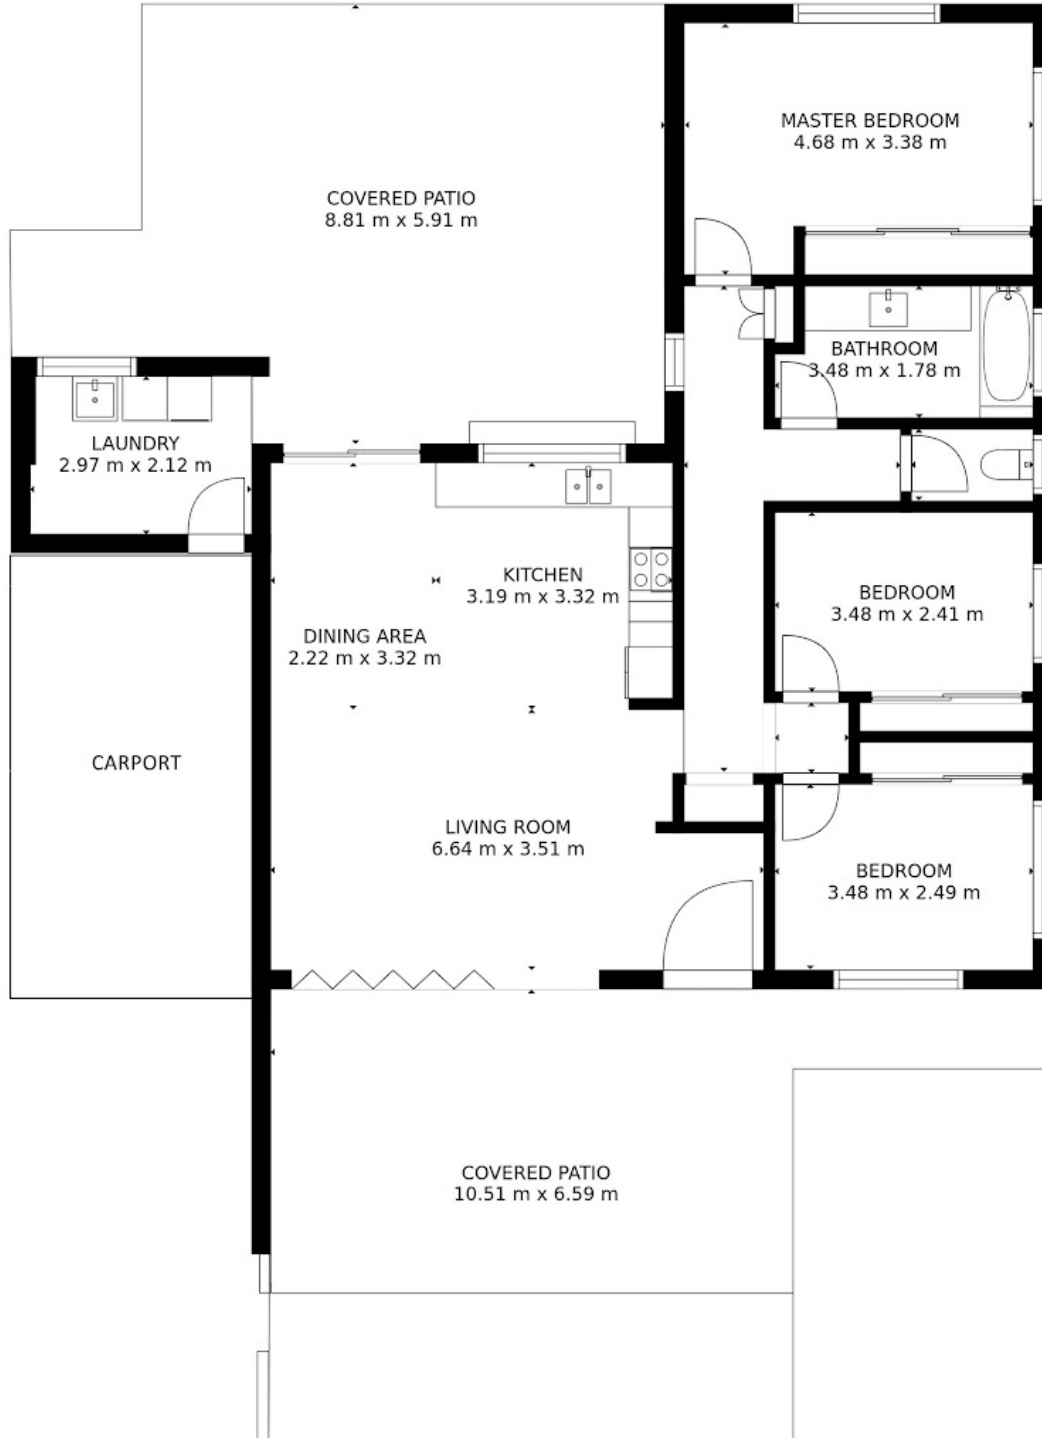 MASTER BEDROOM
4.68 m x 3.38 m
COVERED PATIO
8.81 m x 5.91 m
BATHROOM
3.48 m x 1.78 m
LAUNDRY
2.97 m x 2.12 m
KITCHEN
3.19 m x 3.32 m
BEDROOM
3.48 m x 2.41 m
DINING AREA
2.22 m x 3.32 m
CARPORT
LIVING ROOM
6.64 m x 3.51 m
BEDROOM
3.48 m x 2.49 m
COVERED PATIO
10.51 m x 6.59 m